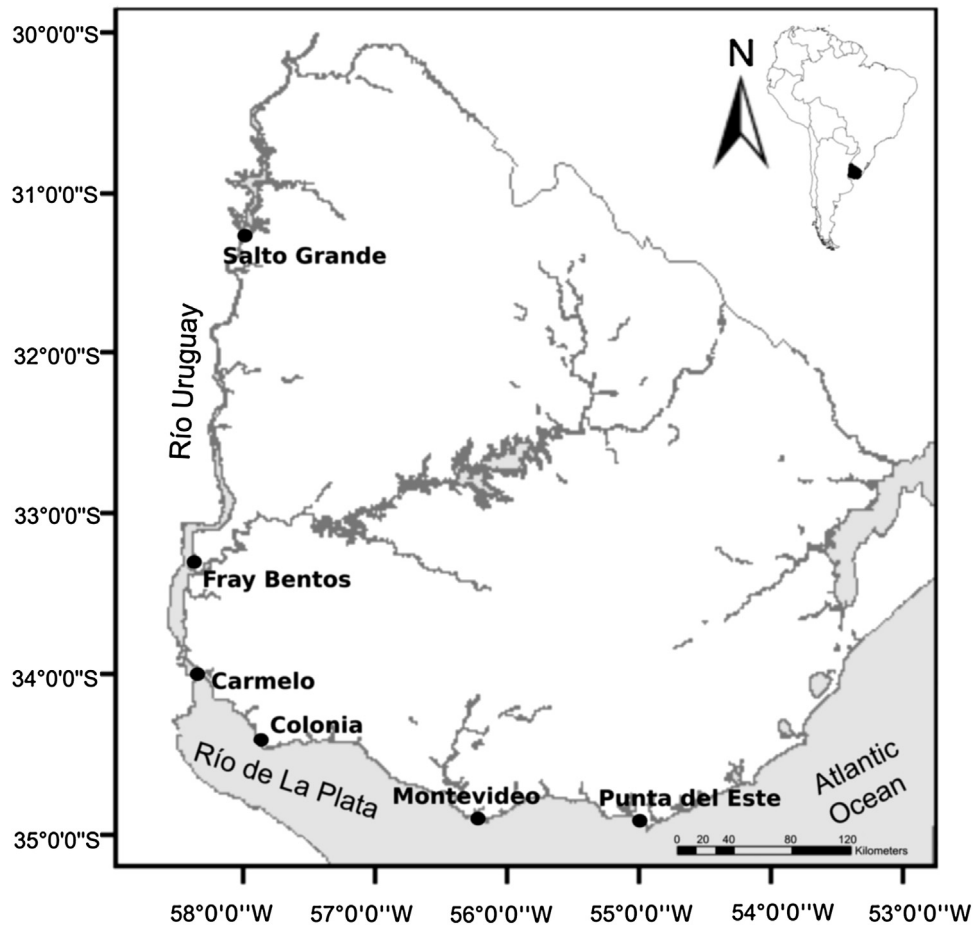 30°0'0"S
N
31°0'0"S
Salto Grande
Río Uruguay
32°0'0"S
33°0'0"S
Fray Bentos
34°0'0"S
Carmelo
Colonia
Río de La Plata
Montevideo
Punta del Este
Atlantic
Ocean
35°0'0"S
0 20 40 80 120
Kilometers
58°0'0"W 57°0'0"W 56°0'0"W 55°0'0"W 54°0'0"W 53°0'0"W